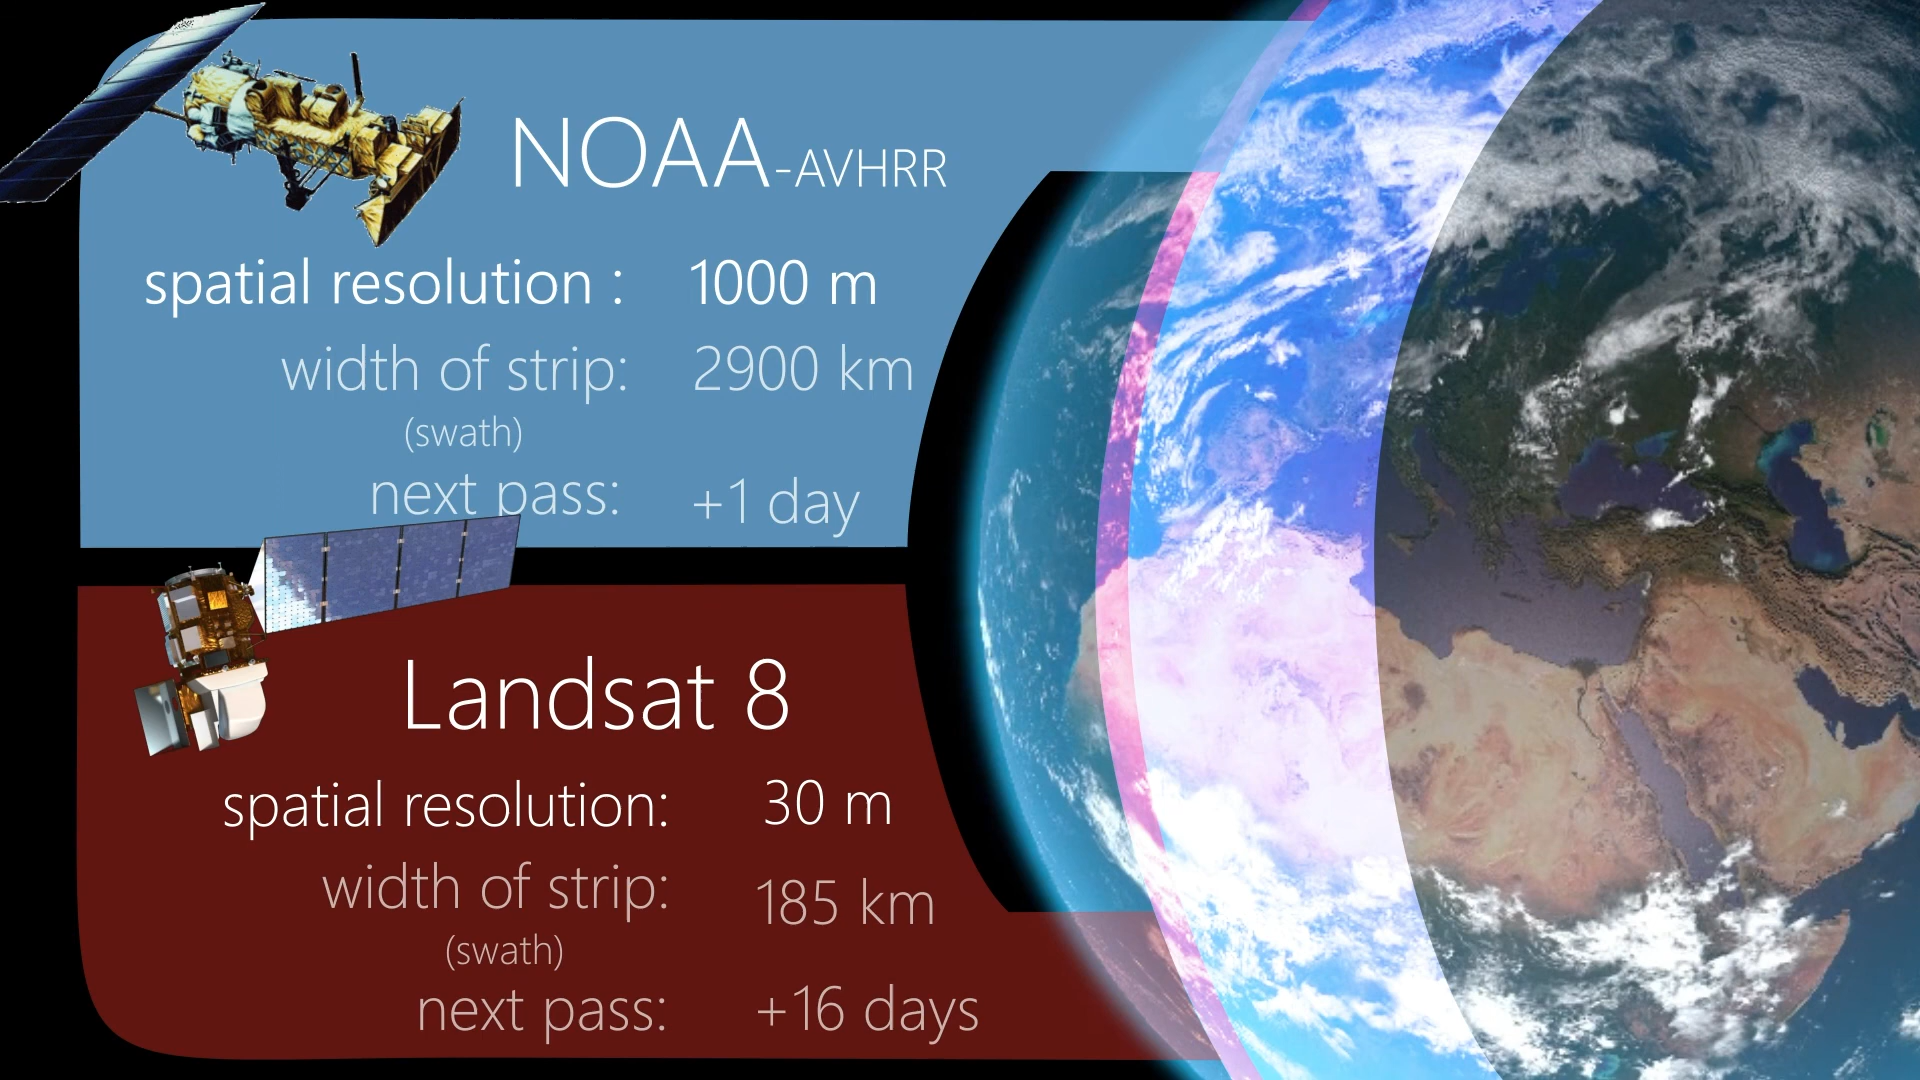 NOAA-AVHRR
spatial resolution : 1000 m
width of strip: 2900 km
(swath)
next pass: +1 day
Landsat 8
spatial resolution: 30 m
width of strip: 185 km
(swath)
next pass: +16 days